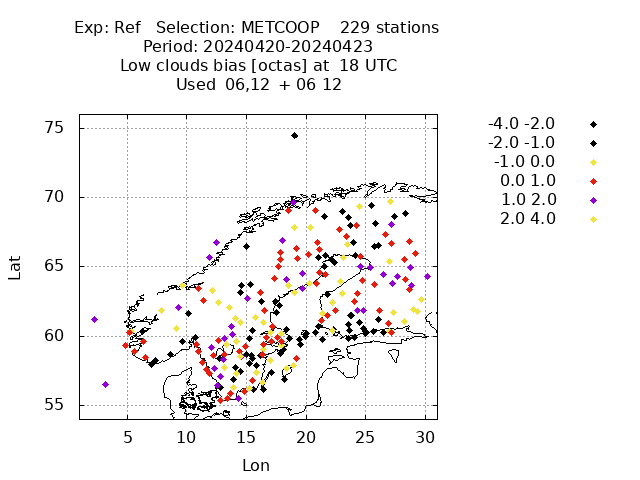 Exp: Ref   Selection: METCOOP    229 stations
Period: 20240420-20240423
Low clouds bias [octas] at  18 UTC
Used  06,12  + 06 12
75
70
65
60
55
Lat
5 10 15 20 25 30
Lon
-4.0 -2.0
-2.0 -1.0
-1.0 0.0
0.0 1.0
1.0 2.0
2.0 4.0